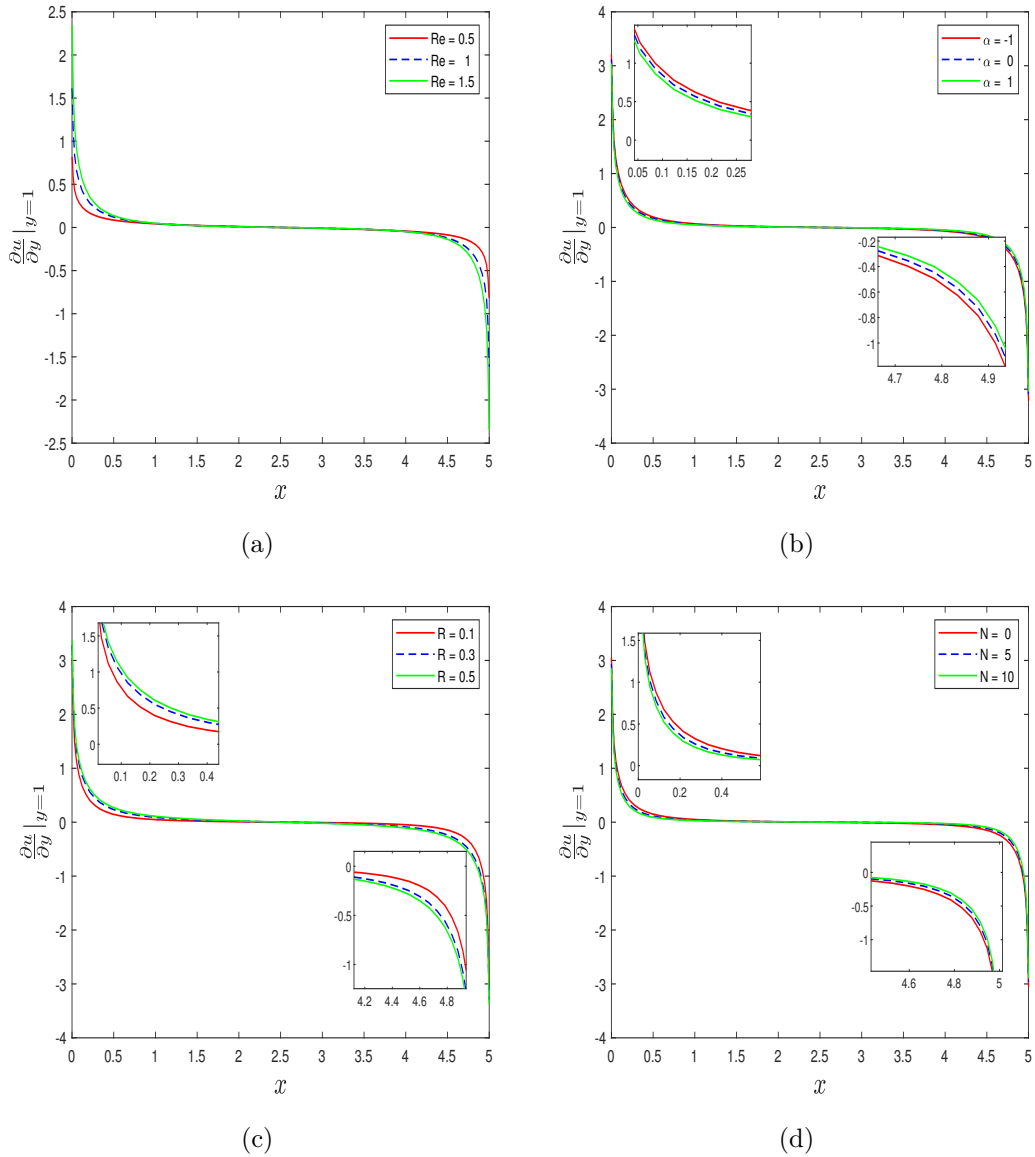 2.5
2
1.5
1
0.5
0
-0.5
-1
-1.5
-2
-2.5
0 0.5 1 1.5 2 2.5 3 3.5 4 4.5 5
x
∂u/∂y|y=1
Re = 0.5
Re = 1
Re = 1.5
(a)
4
3
2
1
0
-1
-2
-3
-4
0 0.5 1 1.5 2 2.5 3 3.5 4 4.5 5
x
∂u/∂y|y=1
α = -1
α = 0
α = 1
1
0.5
0
0.05 0.1 0.15 0.2 0.25
-0.2
-0.4
-0.6
-0.8
-1
4.7 4.8 4.9
(b)
4
3
2
1
0
-1
-2
-3
-4
0 0.5 1 1.5 2 2.5 3 3.5 4 4.5 5
x
∂u/∂y|y=1
R = 0.1
R = 0.3
R = 0.5
1.5
1
0.5
0
0.1 0.2 0.3 0.4
0
-0.5
-1
4.2 4.4 4.6 4.8
(c)
4
3
2
1
0
-1
-2
-3
-4
0 0.5 1 1.5 2 2.5 3 3.5 4 4.5 5
x
∂u/∂y|y=1
N = 0
N = 5
N = 10
1.5
1
0.5
0
0 0.2 0.4
0
-0.5
-1
4.6 4.8 5
(d)